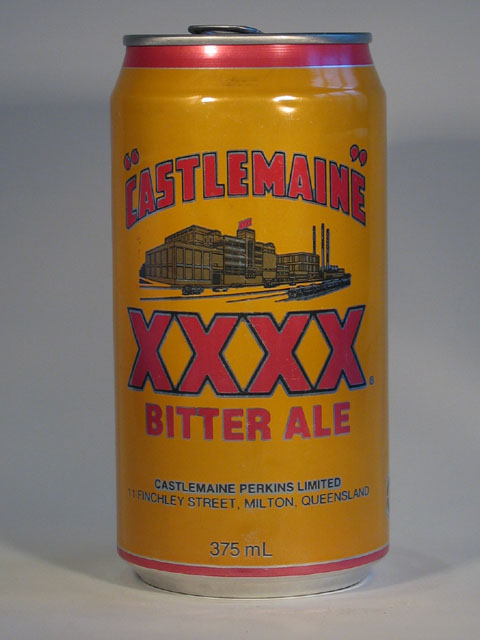 "CASTLEMAINE"
XXXX®
BITTER ALE
CASTLEMAINE PERKINS LIMITED
11 FINCHLEY STREET, MILTON, QUEENSLAND
375 mL